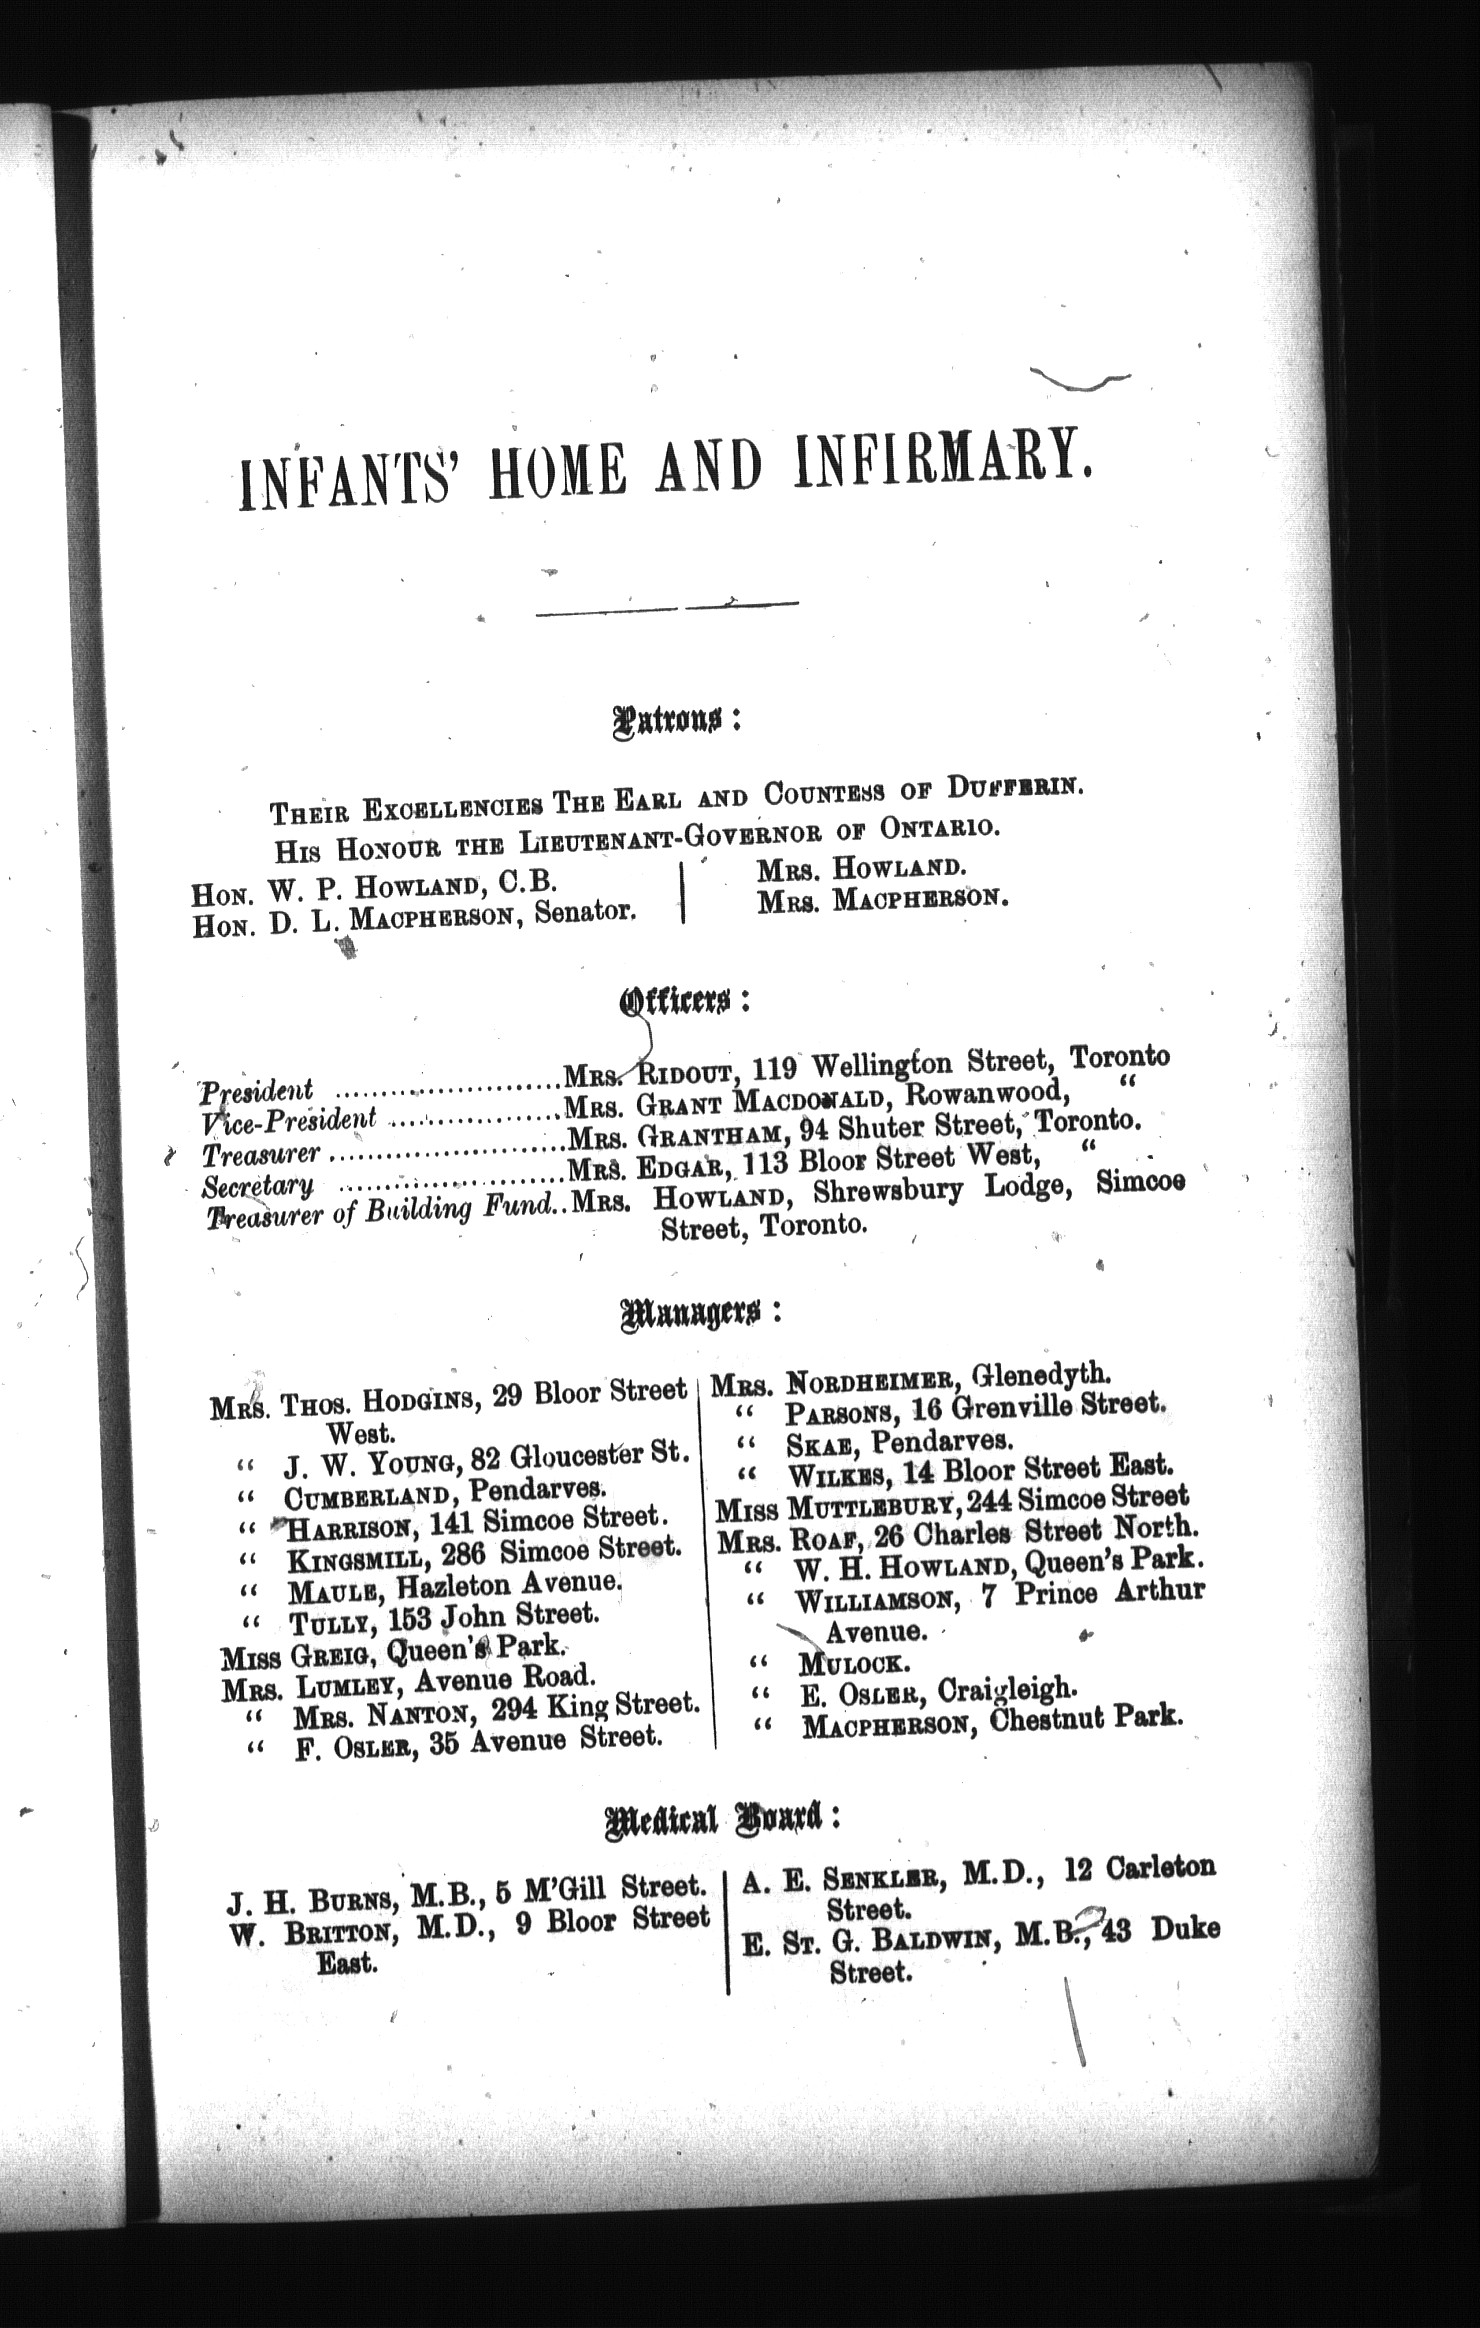 INFANTS' HOME AND INFIRMARY.
Patrons:
THEIR EXCELLENCIES THE EARL AND COUNTESS OF DUFFERIN.
HIS HONOUR THE LIEUTENANT-GOVERNOR OF ONTARIO.
HON. W. P. HOWLAND, C.B.
HON. D. L. MACPHERSON, Senator.
MRS. HOWLAND.
MRS. MACPHERSON.
Officers:
President ..........................MRS. RIDOUT, 119 Wellington Street, Toronto
Vice-President ....................MRS. GRANT MACDONALD, Rowanwood, "
Treasurer..........................MRS. GRANTHAM, 94 Shuter Street, Toronto.
Secretary ..........................MRS. EDGAR, 113 Bloor Street West, "
Treasurer of Building Fund..MRS. HOWLAND, Shrewsbury Lodge, Simcoe
Street, Toronto.
Managers:
MRS. THOS. HODGINS, 29 Bloor Street
West.
" J. W. YOUNG, 82 Gloucester St.
" CUMBERLAND, Pendarves.
" HARRISON, 141 Simcoe Street.
" KINGSMILL, 286 Simcoe Street.
" MAULE, Hazleton Avenue.
" TULLY, 153 John Street.
MISS GREIG, Queen's Park.
MRS. LUMLEY, Avenue Road.
" MRS. NANTON, 294 King Street.
" F. OSLER, 35 Avenue Street.
MRS. NORDHEIMER, Glenedyth.
" PARSONS, 16 Grenville Street.
" SKAE, Pendarves.
" WILKES, 14 Bloor Street East.
MISS MUTTLEBURY, 244 Simcoe Street
MRS. ROAF, 26 Charles Street North.
" W. H. HOWLAND, Queen's Park.
" WILLIAMSON, 7 Prince Arthur
Avenue.
" MULOCK.
" E. OSLER, Craigleigh.
" MACPHERSON, Chestnut Park.
Medical Board:
J. H. BURNS, M.B., 5 M'Gill Street.
W. BRITTON, M.D., 9 Bloor Street
East.
A. E. SENKLER, M.D., 12 Carleton
Street.
E. ST. G. BALDWIN, M.B., 43 Duke
Street.